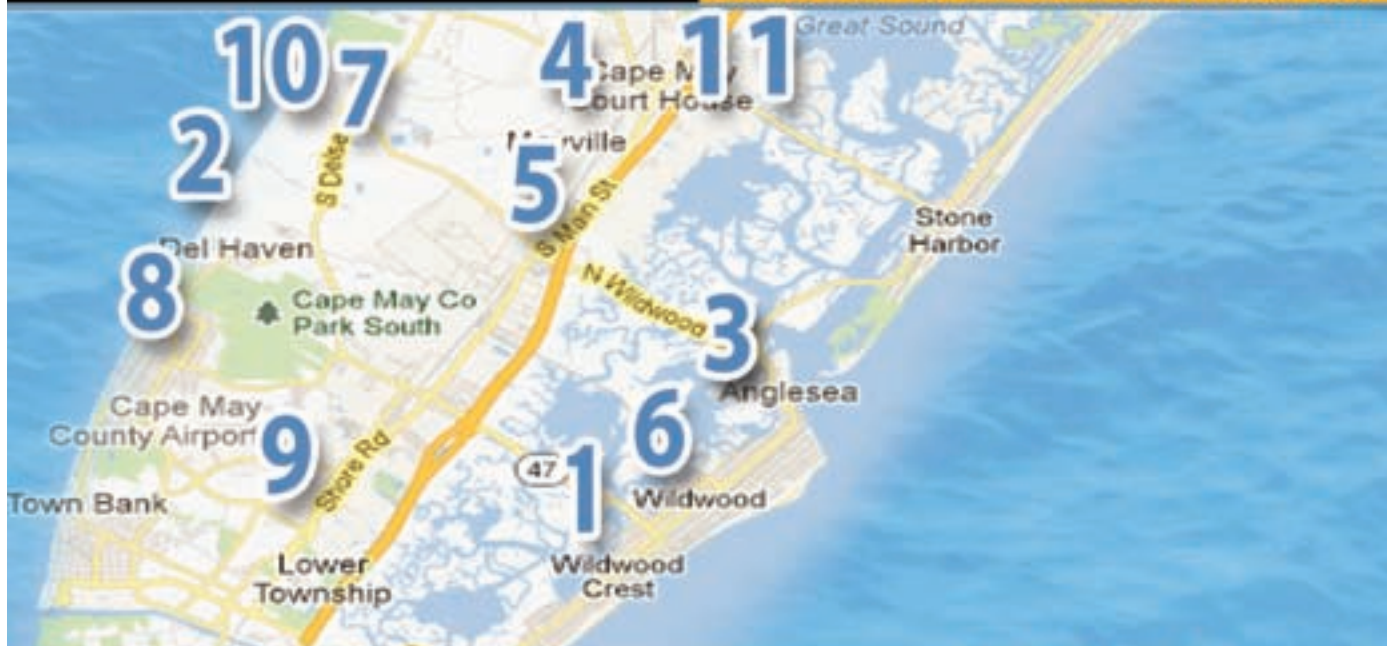 Great Sound
10
7
4
Cape May
Court House
11
2
Mayville
5
S Delse
S Main St
Stone
Harbor
Del Haven
8
Cape May Co
Park South
N Wildwood
3
Anglesea
Cape May
County Airport
9
Shore Rd
6
47
1
Wildwood
Town Bank
Lower
Township
Wildwood
Crest